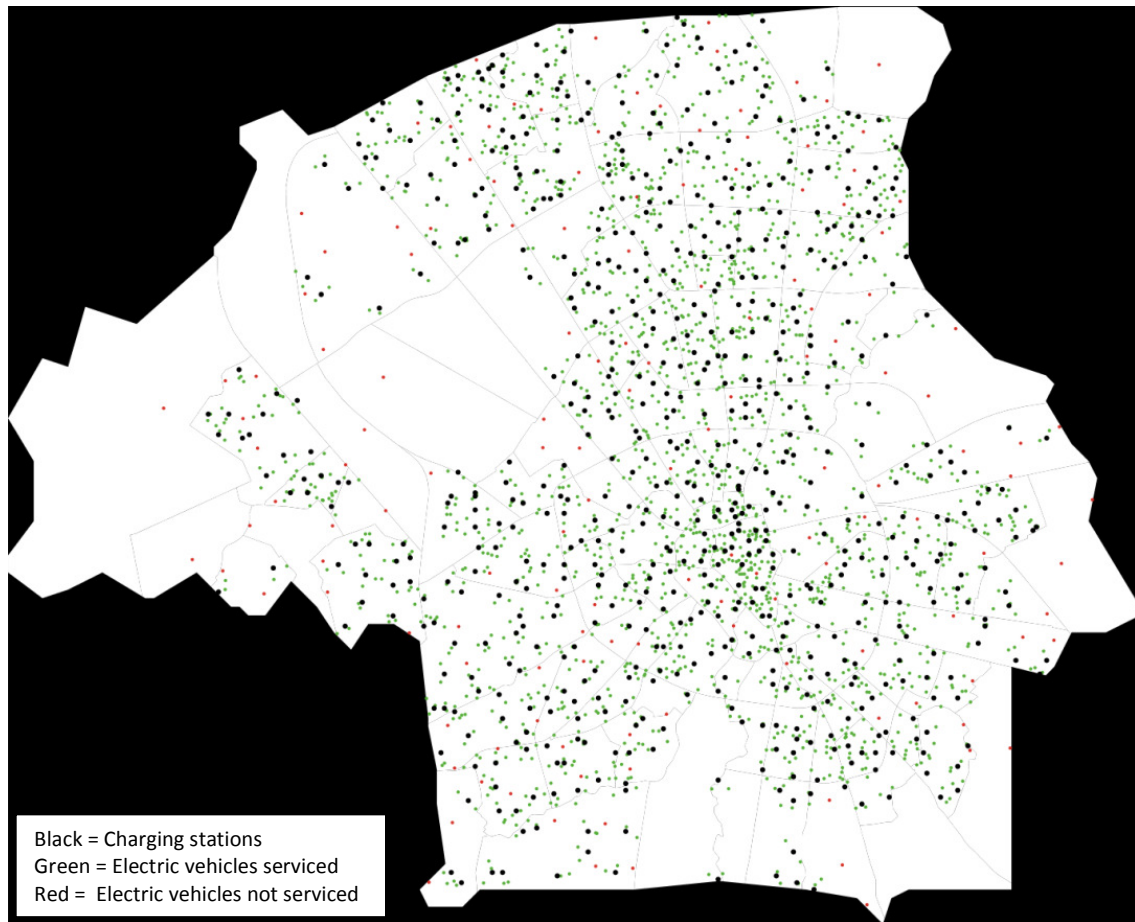 Black = Charging stations
Green = Electric vehicles serviced
Red = Electric vehicles not serviced